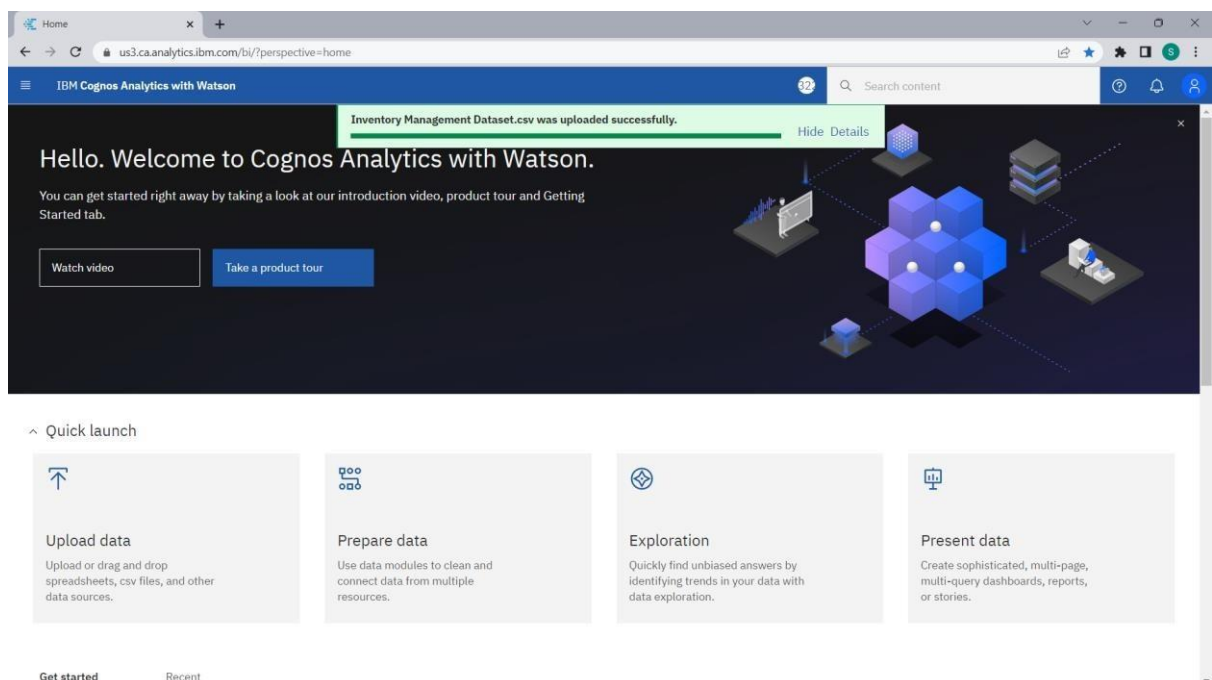 Home
us3.ca.analytics.ibm.com/bi/?perspective=home
S
IBM Cognos Analytics with Watson
Search content
Inventory Management Dataset.csv was uploaded successfully.
Hide Details
Hello. Welcome to Cognos Analytics with Watson.
You can get started right away by taking a look at our introduction video, product tour and Getting
Started tab.
Watch video
Take a product tour
Quick launch
Upload data
Upload or drag and drop
spreadsheets, csv files, and other
data sources.
Prepare data
Use data modules to clean and
connect data from multiple
resources.
Exploration
Quickly find unbiased answers by
identifying trends in your data with
data exploration.
Present data
Create sophisticated, multi-page,
multi-query dashboards, reports,
or stories.
Get started
Recent